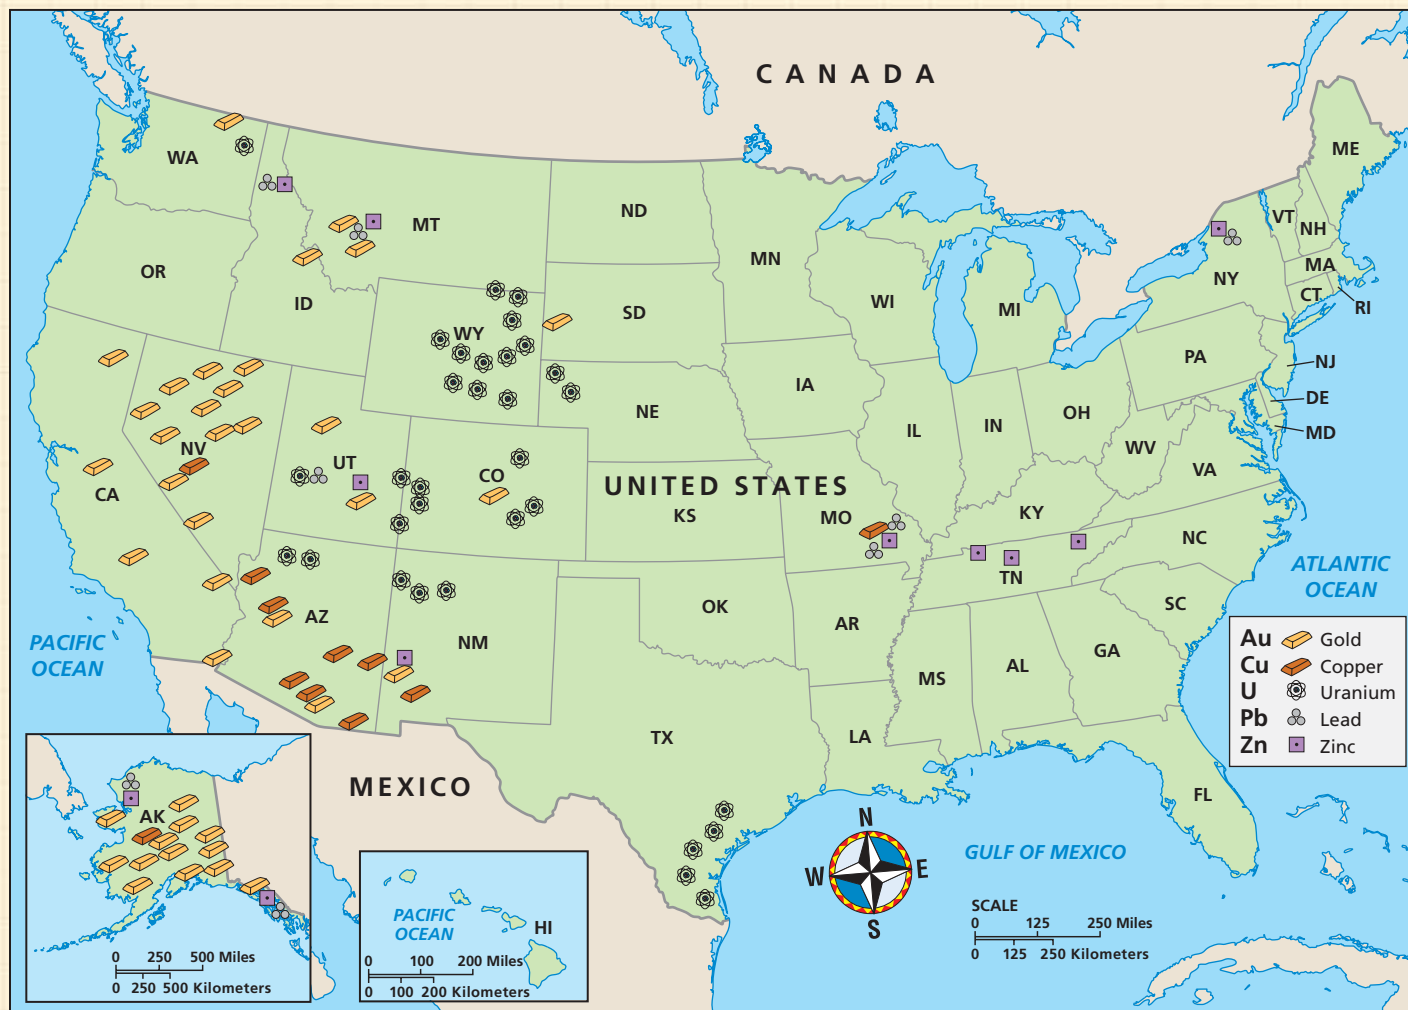 CANADA
WA
MT
ND
MN
ME
VT
NH
OR
ID
SD
WI
MI
NY
MA
CT
RI
WY
NE
IA
PA
NJ
DE
MD
NV
UT
CO
IL
IN
OH
WV
VA
CA
UNITED STATES
KS
MO
KY
NC
AZ
NM
OK
AR
TN
SC
ATLANTIC
OCEAN
PACIFIC
OCEAN
MS
AL
GA
TX
LA
FL
Au Gold
Cu Copper
U Uranium
Pb Lead
Zn Zinc
MEXICO
AK
0 250 500 Miles
0 250 500 Kilometers
PACIFIC
OCEAN
HI
0 100 200 Miles
0 100 200 Kilometers
N
W E
S
GULF OF MEXICO
SCALE
0 125 250 Miles
0 125 250 Kilometers